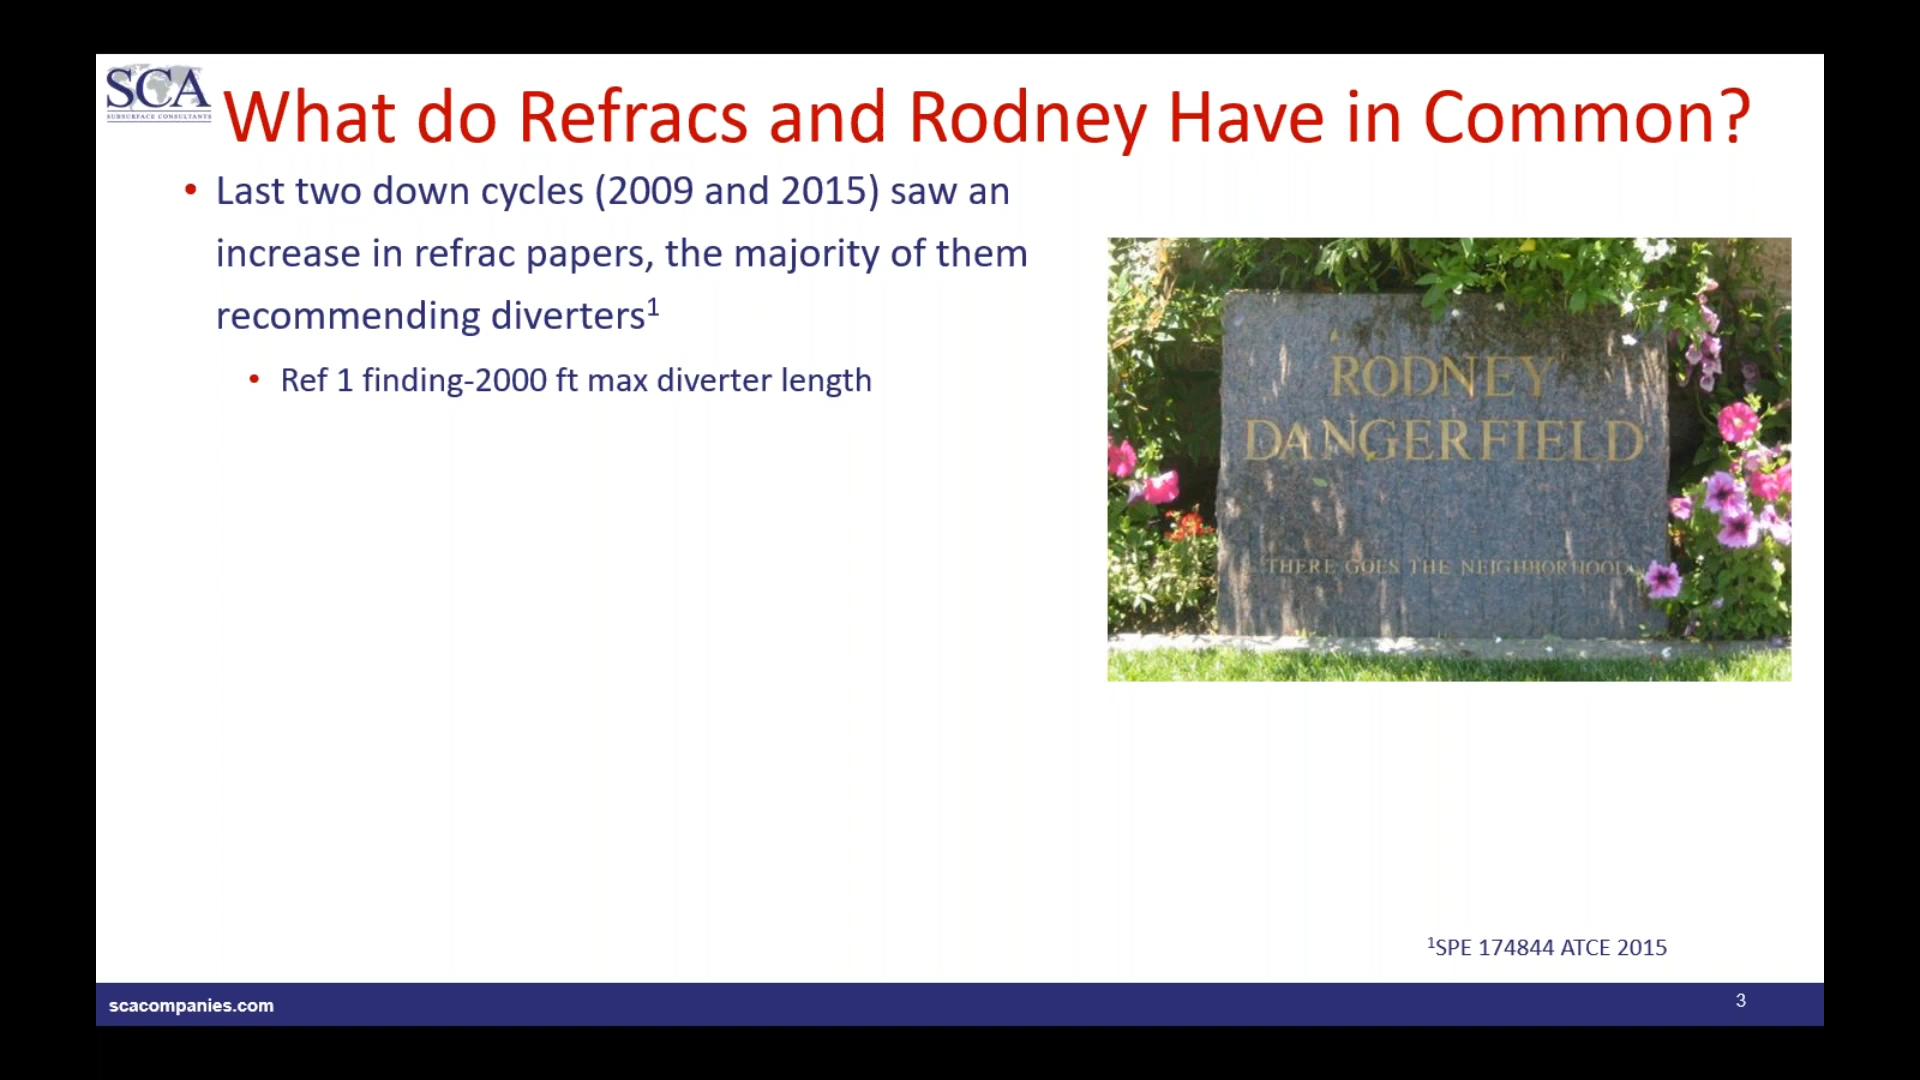 SCA
SUBSURFACE CONSULTANTS
What do Refracs and Rodney Have in Common?
• Last two down cycles (2009 and 2015) saw an
increase in refrac papers, the majority of them
recommending diverters¹
• Ref 1 finding-2000 ft max diverter length
RODNEY
DANGERFIELD
THERE GOES THE NEIGHBORHOOD
¹SPE 174844 ATCE 2015
scacompanies.com
3